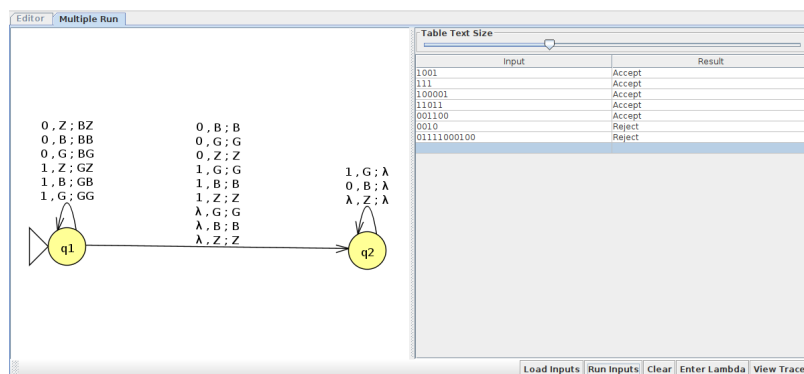 Editor Multiple Run
Table Text Size
Input Result
1001 Accept
111 Accept
100001 Accept
11011 Accept
001100 Accept
0010 Reject
01111000100 Reject
0 , Z ; BZ
0 , B ; BB
0 , G ; BG
1 , Z ; GZ
1 , B ; GB
1 , G ; GG
0 , B ; B
0 , G ; G
0 , Z ; Z
1 , G ; G
1 , B ; B
1 , Z ; Z
λ , G ; G
λ , B ; B
λ , Z ; Z
1 , G ; λ
0 , B ; λ
λ , Z ; λ
q1
q2
Load Inputs Run Inputs Clear Enter Lambda View Trace